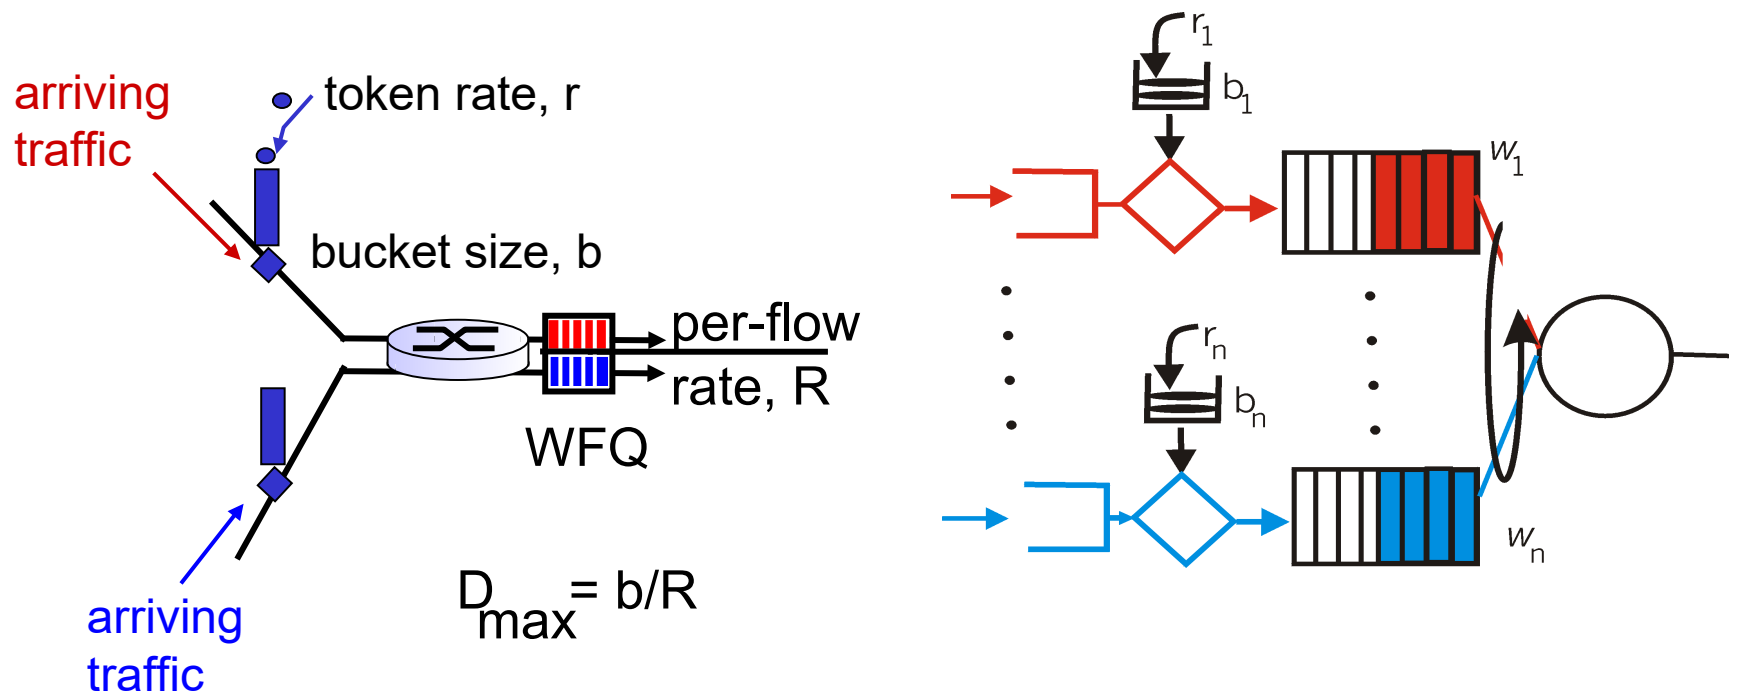 arriving
traffic
token rate, r
bucket size, b
per-flow
rate, R
WFQ
D max = b/R
arriving
traffic
r1
b1
w1
rn
bn
wn